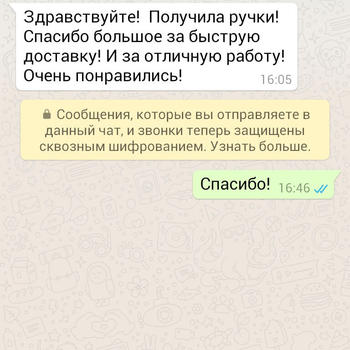 Здравствуйте!  Получила ручки!
Спасибо большое за быструю
доставку! И за отличную работу!
Очень понравились!
16:05
Сообщения, которые вы отправляете в
данный чат, и звонки теперь защищены
сквозным шифрованием. Узнать больше.
Спасибо! 16:46